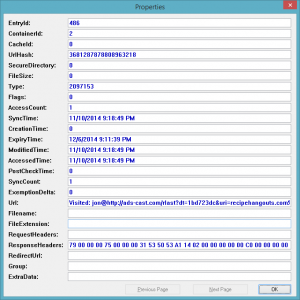 Properties
EntryId: 486
ContainerId: 2
CacheId: 0
UrlHash: 3681287878808963218
SecureDirectory: 0
FileSize: 0
Type: 2097153
Flags: 0
AccessCount: 1
SyncTime: 11/10/2014 9:18:49 PM
CreationTime: 0
ExpiryTime: 12/6/2014 9:11:39 PM
ModifiedTime: 11/10/2014 9:18:49 PM
AccessedTime: 11/10/2014 9:18:49 PM
PostCheckTime: 0
SyncCount: 1
ExemptionDelta: 0
Url: Visited: jon@http://ads-cast.com/rlast?dt=1bd723dc&uri=recipehangouts.com
Filename:
FileExtension:
RequestHeaders:
ResponseHeaders: 79 00 00 00 75 00 00 00 31 53 50 53 A1 14 02 00 00 00 00 00 C0 00 00 00 00
RedirectUrl:
Group:
ExtraData:
Previous Page Next Page OK